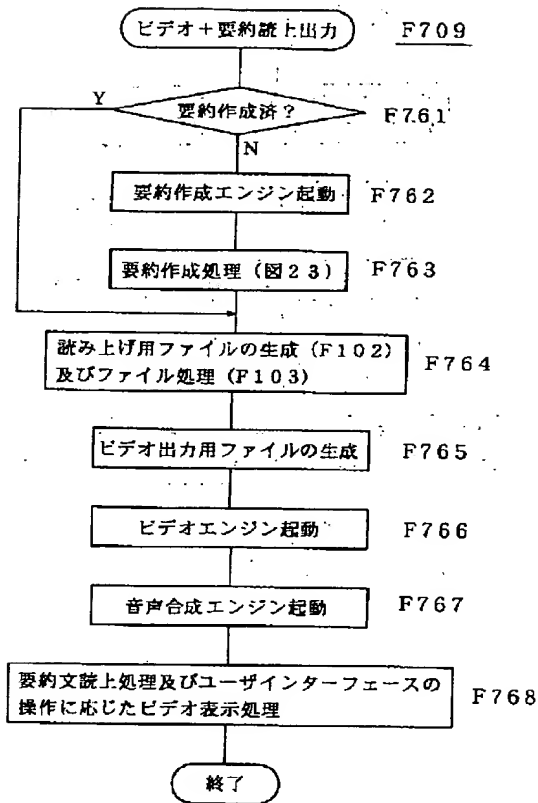 ビデオ+要約読上出力 F709
Y 要約作成済? F761
N
要約作成エンジン起動 F762
要約作成処理(図23) F763
読み上げ用ファイルの生成(F102)
及びファイル処理(F103) F764
ビデオ出力用ファイルの生成 F765
ビデオエンジン起動 F766
音声合成エンジン起動 F767
要約文読上処理及びユーザインターフェースの
操作に応じたビデオ表示処理 F768
終了